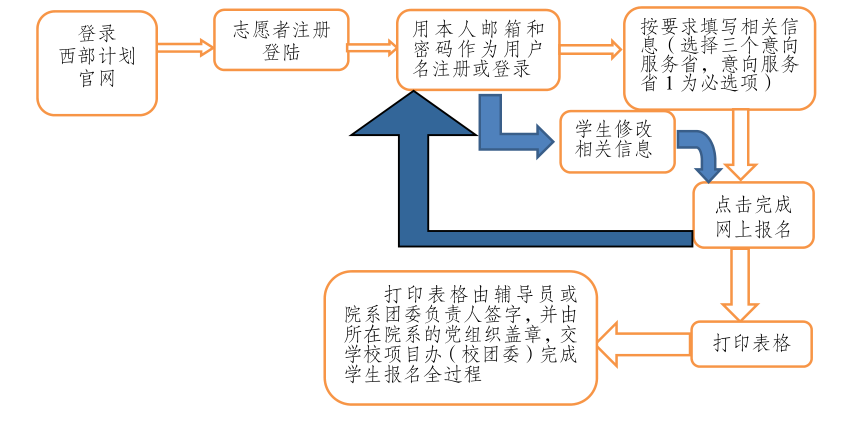 登录
西部计划
官网
志愿者注册
登陆
用本人邮箱和
密码作为用户
名注册或登录
按要求填写相关信
息（选择三个意向
服务省，意向服务
省1为必选项）
学生修改
相关信息
点击完成
网上报名
打印表格由辅导员或
院系团委负责人签字，并由
所在院系的党组织盖章，交
学校项目办（校团委）完成
学生报名全过程
打印表格